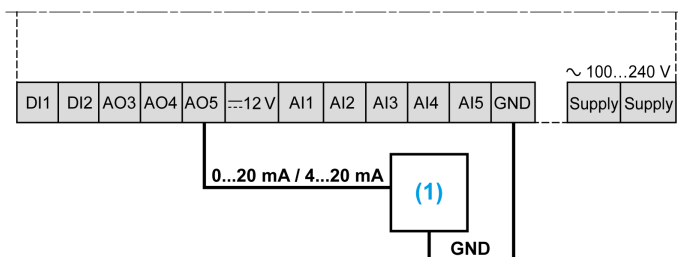 ∼ 100...240 V
DI1 DI2 AO3 AO4 AO5 ⎓12 V AI1 AI2 AI3 AI4 AI5 GND Supply Supply
0...20 mA / 4...20 mA
(1)
GND